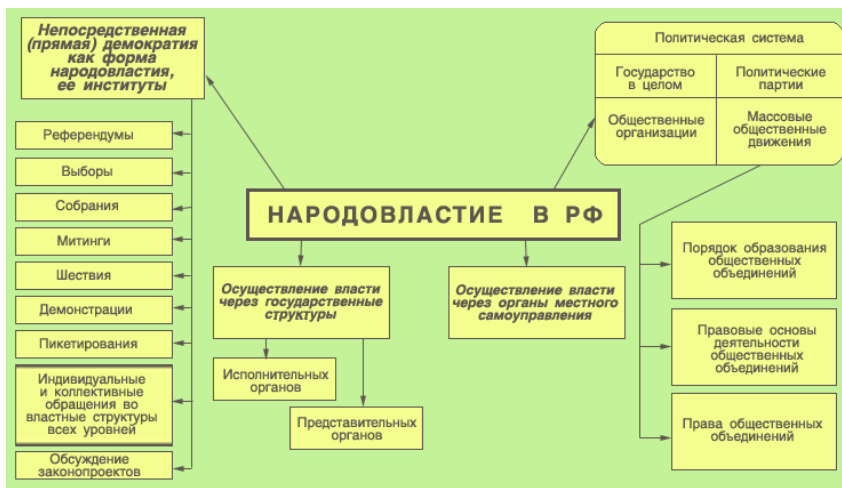 Непосредственная
(прямая) демократия
как форма
народовластия,
ее институты
Референдумы
Выборы
Собрания
Митинги
Шествия
Демонстрации
Пикетирования
Индивидуальные
и коллективные
обращения во
властные структуры
всех уровней
Обсуждение
законопроектов
НАРОДОВЛАСТИЕ В РФ
Осуществление власти
через государственные
структуры
Исполнительных
органов
Представительных
органов
Осуществление власти
через органы местного
самоуправления
Политическая система
Государство
в целом
Политические
партии
Общественные
организации
Массовые
общественные
движения
Порядок образования
общественных
объединений
Правовые основы
деятельности
общественных
объединений
Права общественных
объединений